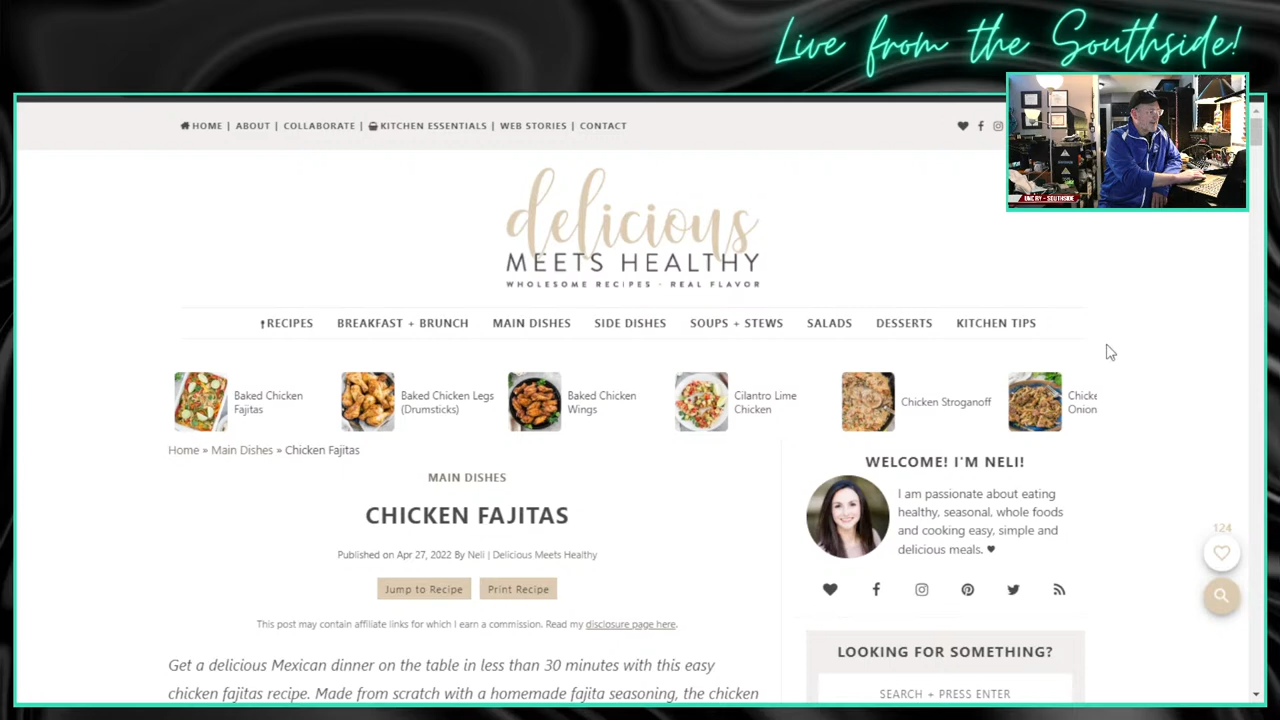 Live from the Southside!
HOME | ABOUT | COLLABORATE | KITCHEN ESSENTIALS | WEB STORIES | CONTACT
UMC RV - SOUTHSIDE
delicious
MEETS HEALTHY
WHOLESOME RECIPES · REAL FLAVOR
RECIPES BREAKFAST + BRUNCH MAIN DISHES SIDE DISHES SOUPS + STEWS SALADS DESSERTS KITCHEN TIPS
Baked Chicken
Fajitas
Baked Chicken Legs
(Drumsticks)
Baked Chicken
Wings
Cilantro Lime
Chicken
Chicken Stroganoff
Chicke
Onion
Home » Main Dishes » Chicken Fajitas
MAIN DISHES
CHICKEN FAJITAS
Published on Apr 27, 2022 By Neli | Delicious Meets Healthy
Jump to Recipe Print Recipe
This post may contain affiliate links for which I earn a commission. Read my disclosure page here.
Get a delicious Mexican dinner on the table in less than 30 minutes with this easy
chicken fajitas recipe. Made from scratch with a homemade fajita seasoning, the chicken
WELCOME! I'M NELI!
I am passionate about eating
healthy, seasonal, whole foods
and cooking easy, simple and
delicious meals. ♥
124
LOOKING FOR SOMETHING?
SEARCH + PRESS ENTER